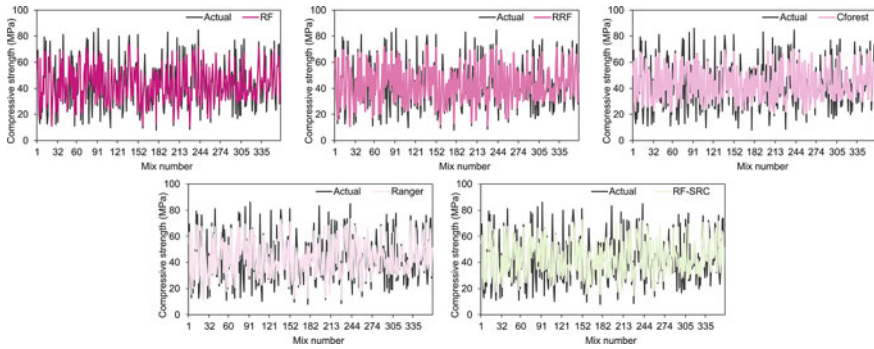 Actual RF
Compressive strength (MPa)
100
80
60
40
20
0
1 32 60 91 121 152 182 213 244 274 305 335
Mix number
Actual RRF
Compressive strength (MPa)
100
80
60
40
20
0
1 32 60 91 121 152 182 213 244 274 305 335
Mix number
Actual Cforest
Compressive strength (MPa)
100
80
60
40
20
0
1 32 60 91 121 152 182 213 244 274 305 335
Mix number
Actual Ranger
Compressive strength (MPa)
100
80
60
40
20
0
1 32 60 91 121 152 182 213 244 274 305 335
Mix number
Actual RF-SRC
Compressive strength (MPa)
100
80
60
40
20
0
1 32 60 91 121 152 182 213 244 274 305 335
Mix number